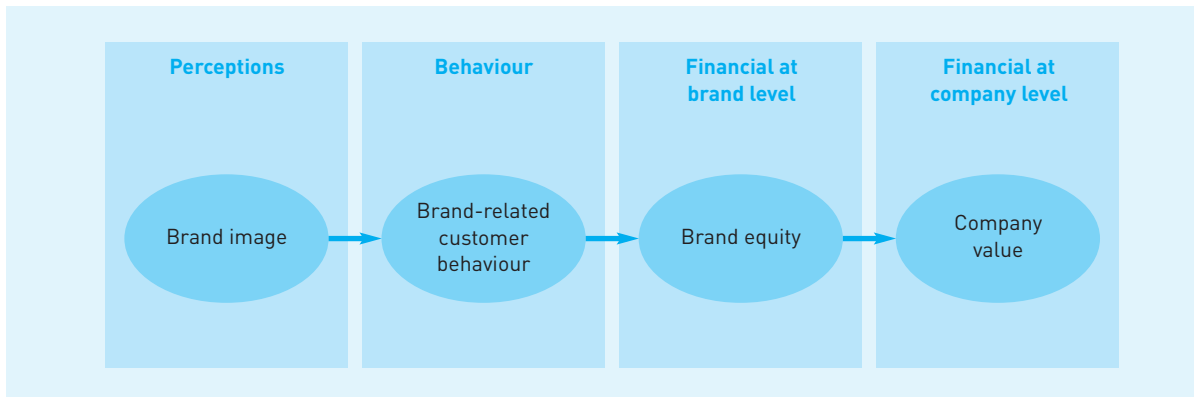 Perceptions
Behaviour
Financial at
brand level
Financial at
company level
Brand image
Brand-related
customer
behaviour
Brand equity
Company
value